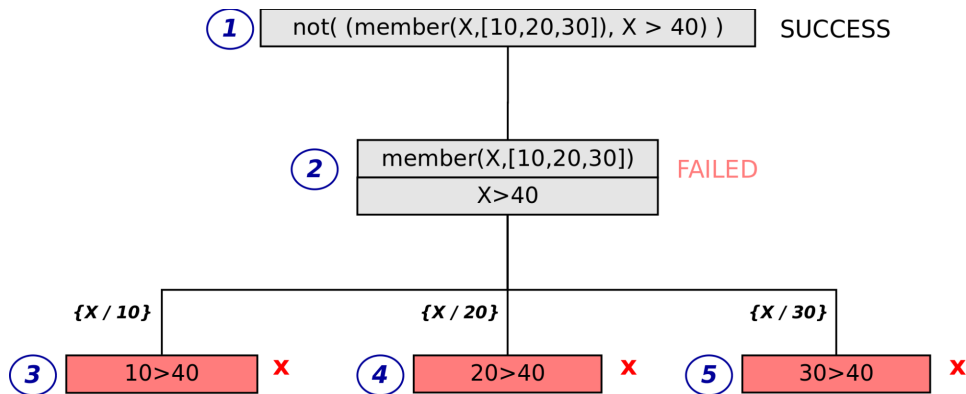 1 not( (member(X,[10,20,30]), X > 40) ) SUCCESS
2 member(X,[10,20,30]) FAILED
X>40
{X / 10} {X / 20} {X / 30}
3 10>40 x 4 20>40 x 5 30>40 x